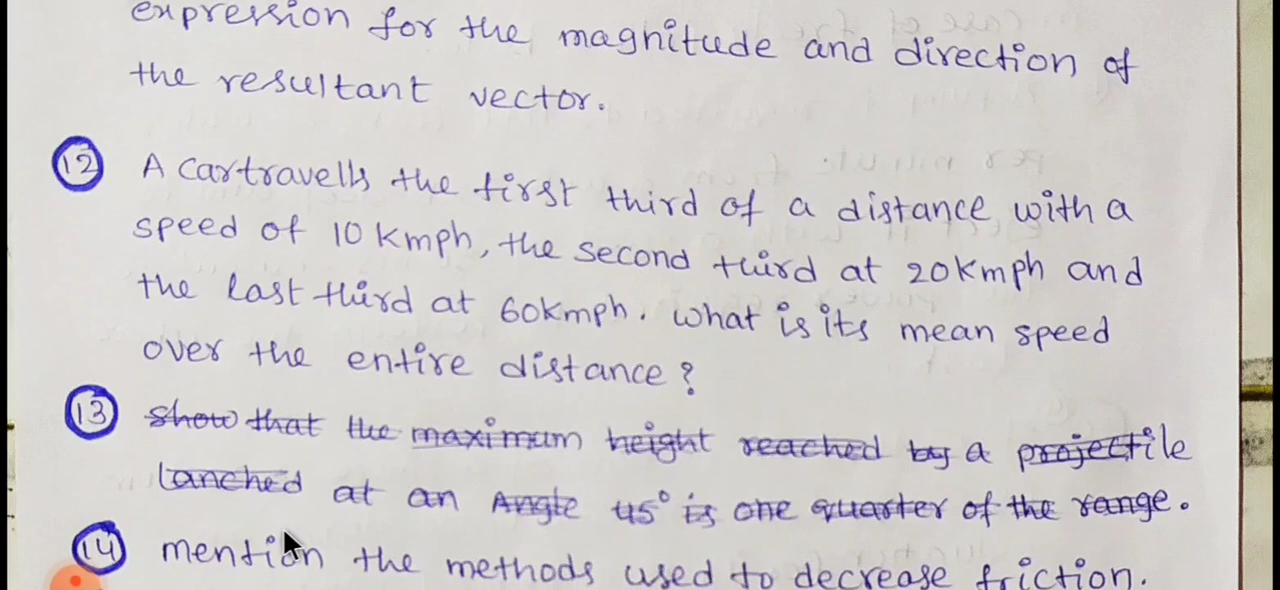 expression for the magnitude and direction of
the resultant vector.
12 A car travells the first third of a distance with a
speed of 10 kmph, the second third at 20kmph and
the last third at 60kmph. what is its mean speed
over the entire distance?
13 show that the maximum height reached by a projectile
lanched at an Angle 45° is one quarter of the range.
14 mention the methods used to decrease friction.